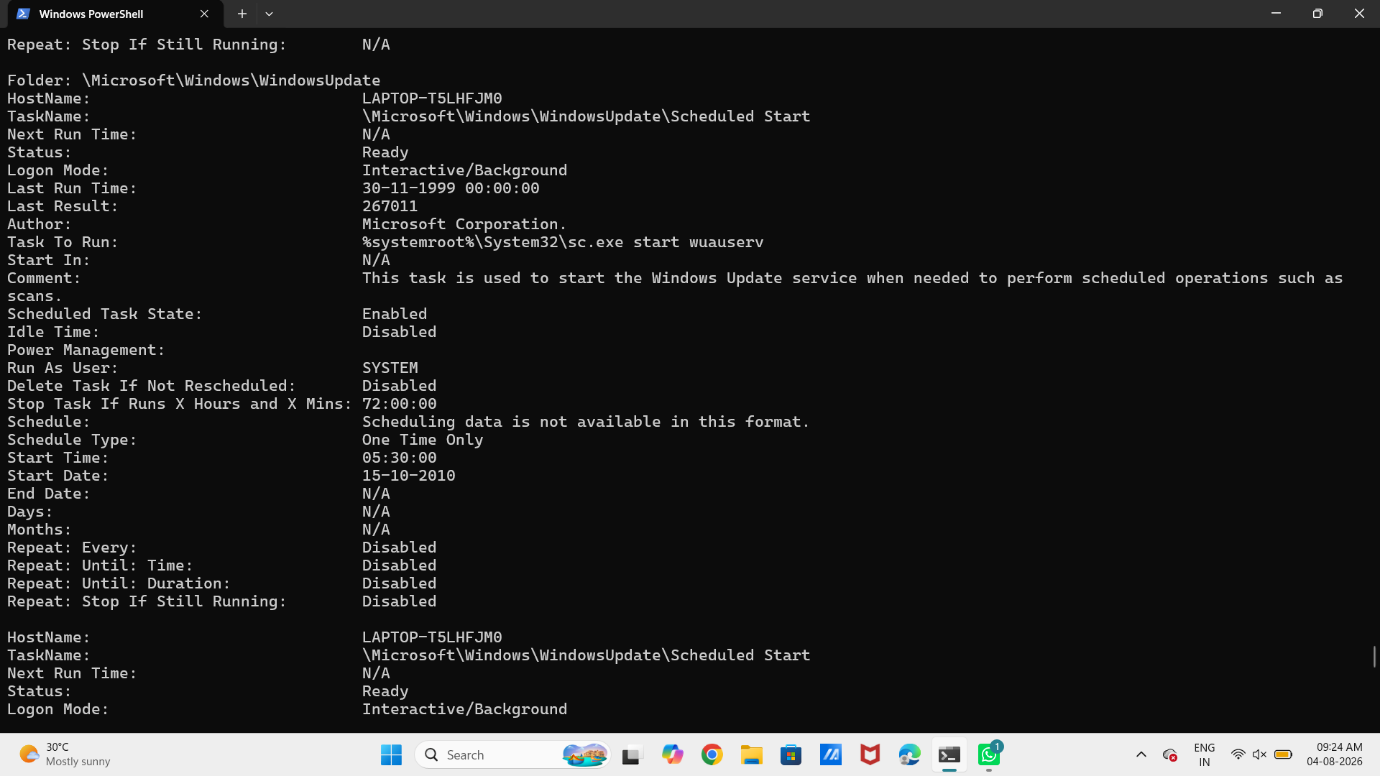 Windows PowerShell
Repeat: Stop If Still Running: N/A
Folder: \Microsoft\Windows\WindowsUpdate
HostName: LAPTOP-T5LHFJM0
TaskName: \Microsoft\Windows\WindowsUpdate\Scheduled Start
Next Run Time: N/A
Status: Ready
Logon Mode: Interactive/Background
Last Run Time: 30-11-1999 00:00:00
Last Result: 267011
Author: Microsoft Corporation.
Task To Run: %systemroot%\System32\sc.exe start wuauserv
Start In: N/A
Comment: This task is used to start the Windows Update service when needed to perform scheduled operations such as
scans.
Scheduled Task State: Enabled
Idle Time: Disabled
Power Management:
Run As User: SYSTEM
Delete Task If Not Rescheduled: Disabled
Stop Task If Runs X Hours and X Mins: 72:00:00
Schedule: Scheduling data is not available in this format.
Schedule Type: One Time Only
Start Time: 05:30:00
Start Date: 15-10-2010
End Date: N/A
Days: N/A
Months: N/A
Repeat: Every: Disabled
Repeat: Until: Time: Disabled
Repeat: Until: Duration: Disabled
Repeat: Stop If Still Running: Disabled
HostName: LAPTOP-T5LHFJM0
TaskName: \Microsoft\Windows\WindowsUpdate\Scheduled Start
Next Run Time: N/A
Status: Ready
Logon Mode: Interactive/Background
30°C
Mostly sunny
Search
1
ENG
IN
09:24 AM
04-08-2026